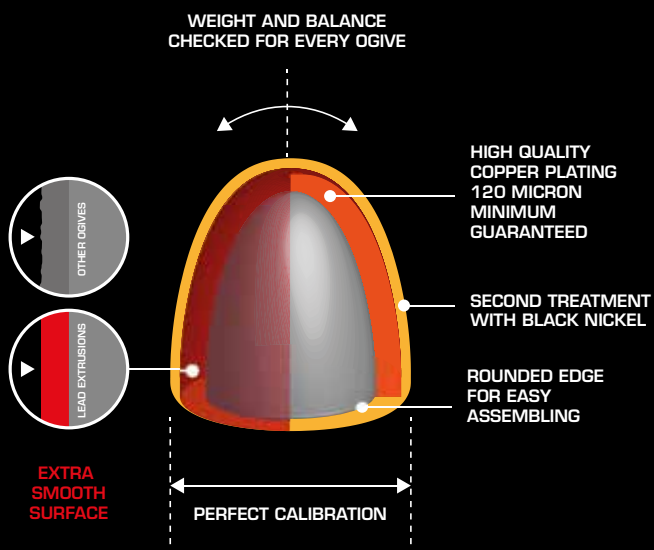 WEIGHT AND BALANCE
CHECKED FOR EVERY OGIVE
HIGH QUALITY
COPPER PLATING
120 MICRON
MINIMUM
GUARANTEED
OTHER OGIVES
SECOND TREATMENT
WITH BLACK NICKEL
LEAD EXTRUSIONS
ROUNDED EDGE
FOR EASY
ASSEMBLING
EXTRA
SMOOTH
SURFACE
PERFECT CALIBRATION